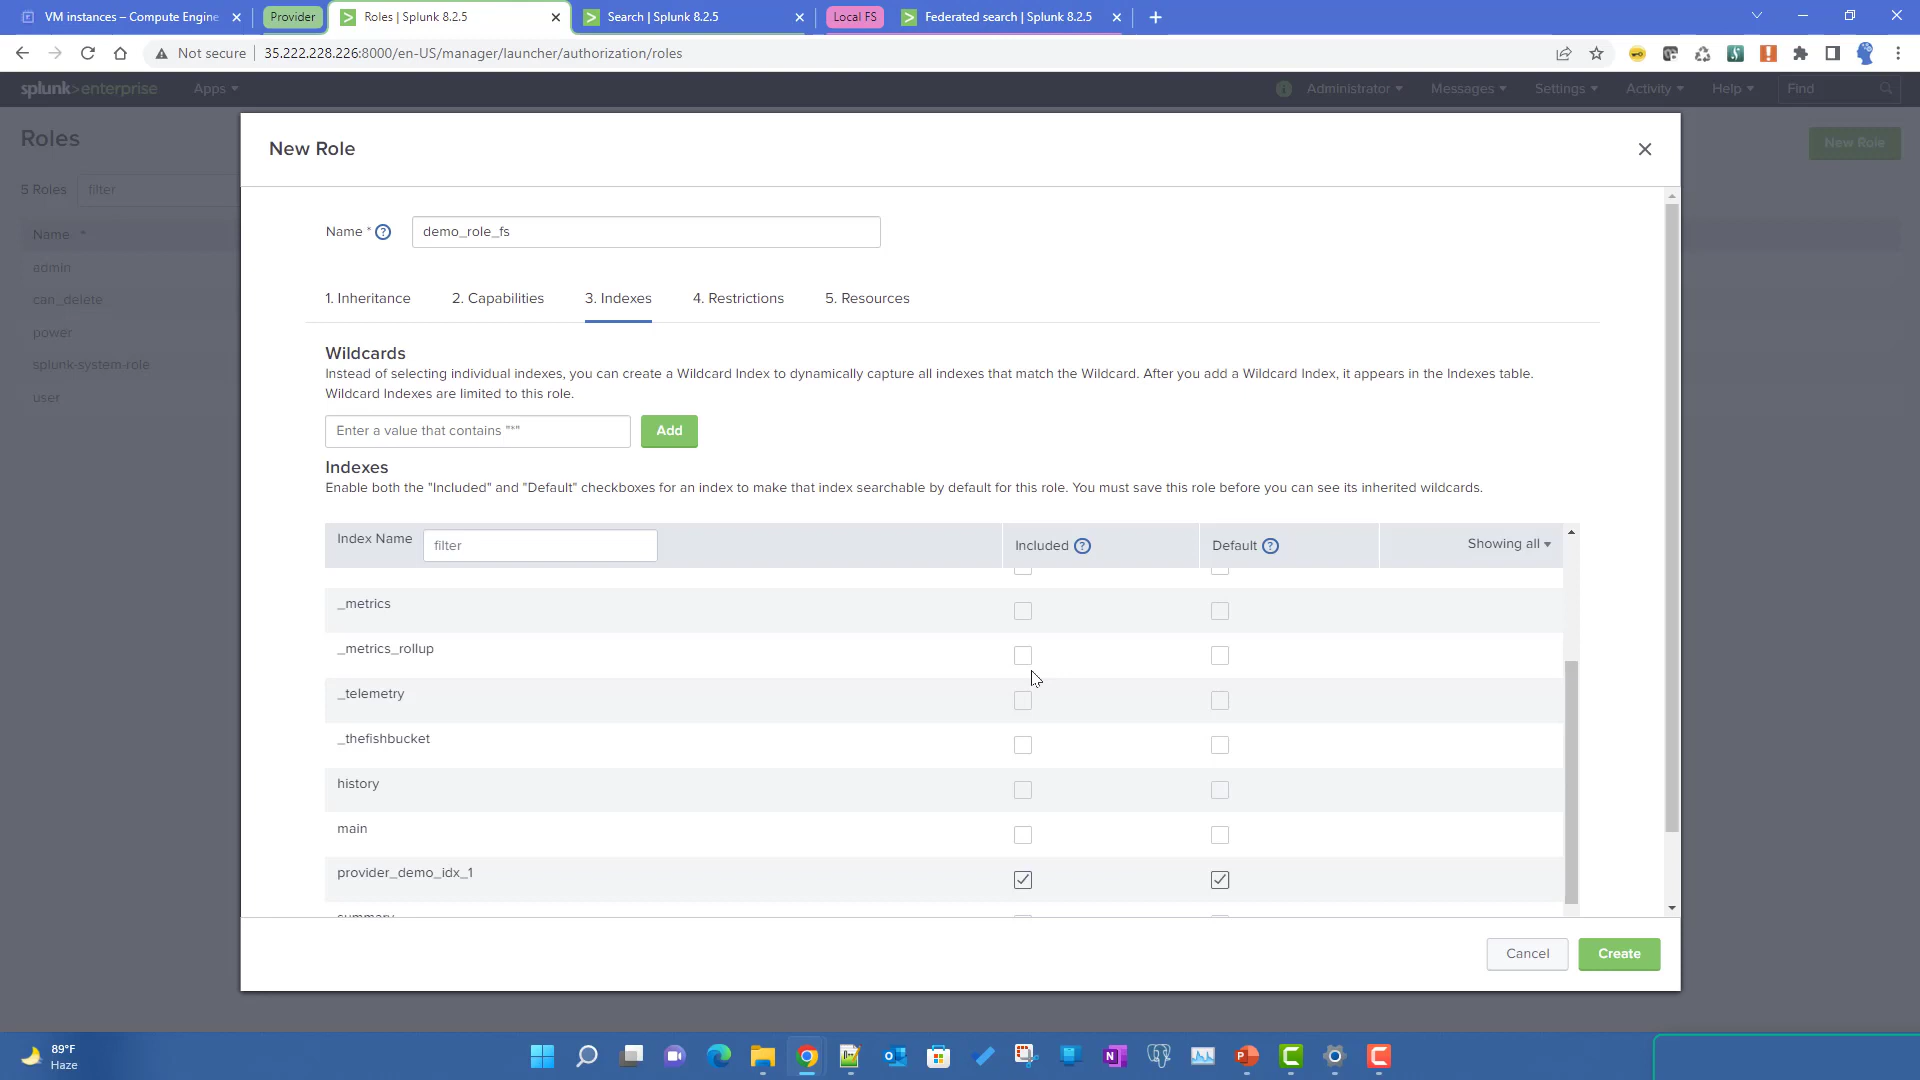 VM instances – Compute Engine
Provider
Roles | Splunk 8.2.5
Search | Splunk 8.2.5
Local FS
Federated search | Splunk 8.2.5
Not secure
35.222.228.226:8000/en-US/manager/launcher/authorization/roles
splunk>enterprise
Apps
Administrator
Messages
Settings
Activity
Help
Find
Roles
New Role
5 Roles
filter
Name
admin
can_delete
power
splunk-system-role
user
New Role
Name *
demo_role_fs
1. Inheritance
2. Capabilities
3. Indexes
4. Restrictions
5. Resources
Wildcards
Instead of selecting individual indexes, you can create a Wildcard Index to dynamically capture all indexes that match the Wildcard. After you add a Wildcard Index, it appears in the Indexes table.
Wildcard Indexes are limited to this role.
Enter a value that contains "*"
Add
Indexes
Enable both the "Included" and "Default" checkboxes for an index to make that index searchable by default for this role. You must save this role before you can see its inherited wildcards.
Index Name
filter
Included
Default
Showing all
_metrics
_metrics_rollup
_telemetry
_thefishbucket
history
main
provider_demo_idx_1
summary
Cancel
Create
89°F
Haze